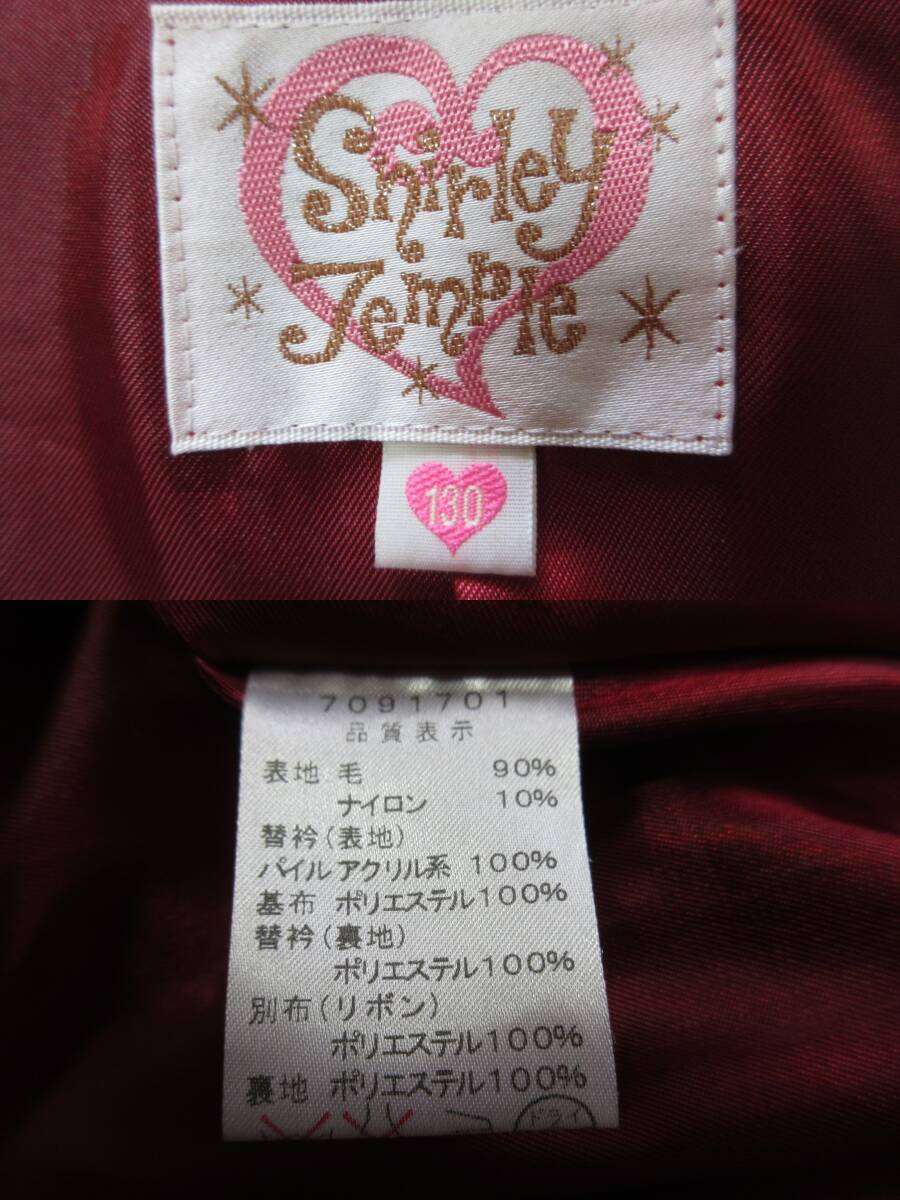 Shirley
Temple
130
7091701
品質表示
表地 毛 90%
ナイロン 10%
替衿(表地)
パイル アクリル系 100%
基布 ポリエステル100%
替衿(裏地)
ポリエステル100%
別布(リボン)
ポリエステル100%
裏地 ポリエステル100%
ドライ